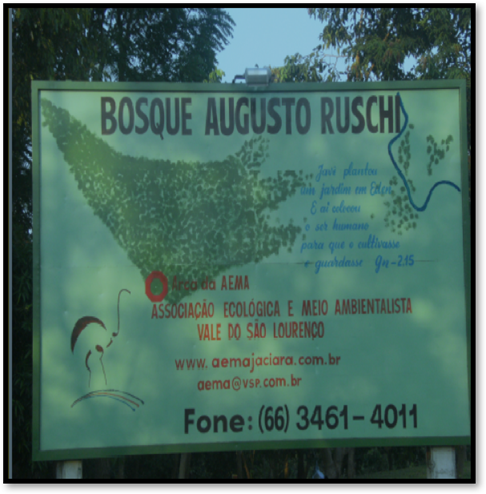 BOSQUE AUGUSTO RUSCHI
Javé plantou
um jardim em Éden
E aí colocou
o ser humano
para que o cultivasse
e guardasse Gn-2.15
Área da AEMA
ASSOCIAÇÃO ECOLÓGICA E MEIO AMBIENTALISTA
VALE DO SÃO LOURENÇO
www.aemajaciara.com.br
aema@vsp.com.br
Fone: (66) 3461-4011